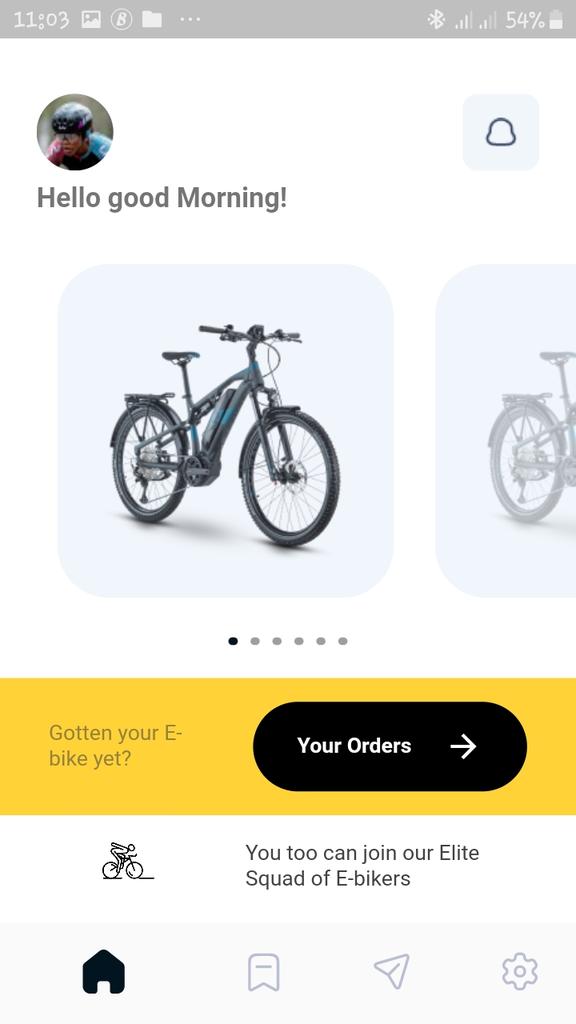 11:03
54%
Hello good Morning!
Gotten your E-
bike yet?
Your Orders
You too can join our Elite
Squad of E-bikers